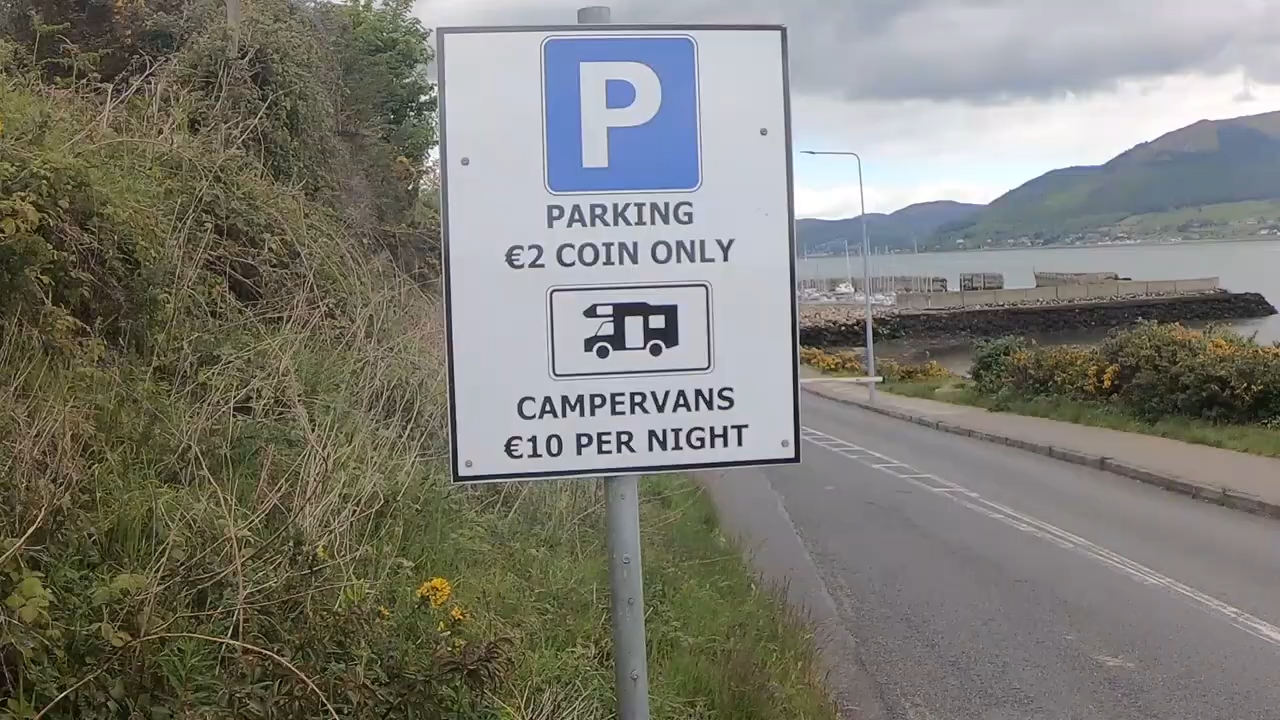 P
PARKING
€2 COIN ONLY
CAMPERVANS
€10 PER NIGHT